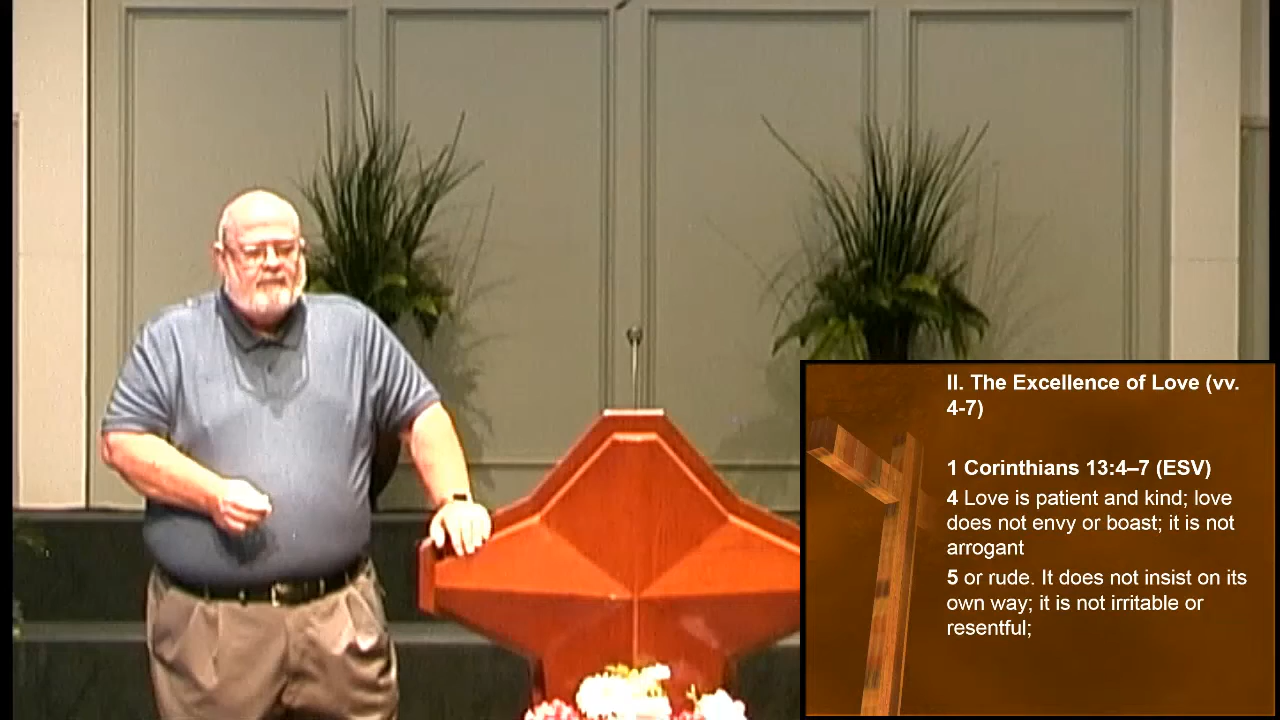 II. The Excellence of Love (vv.
4-7)
1 Corinthians 13:4–7 (ESV)
4 Love is patient and kind; love
does not envy or boast; it is not
arrogant
5 or rude. It does not insist on its
own way; it is not irritable or
resentful;